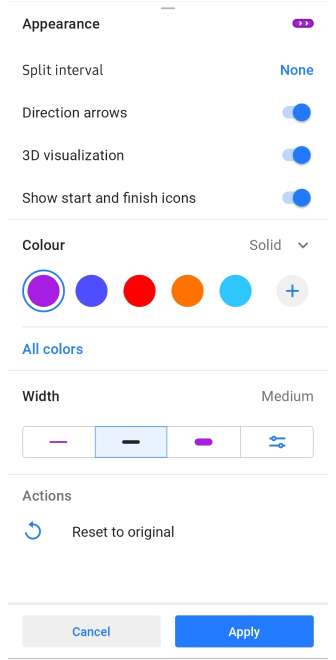 Appearance
Split interval None
Direction arrows
3D visualization
Show start and finish icons
Colour Solid
All colors
Width Medium
Actions
Reset to original
Cancel Apply